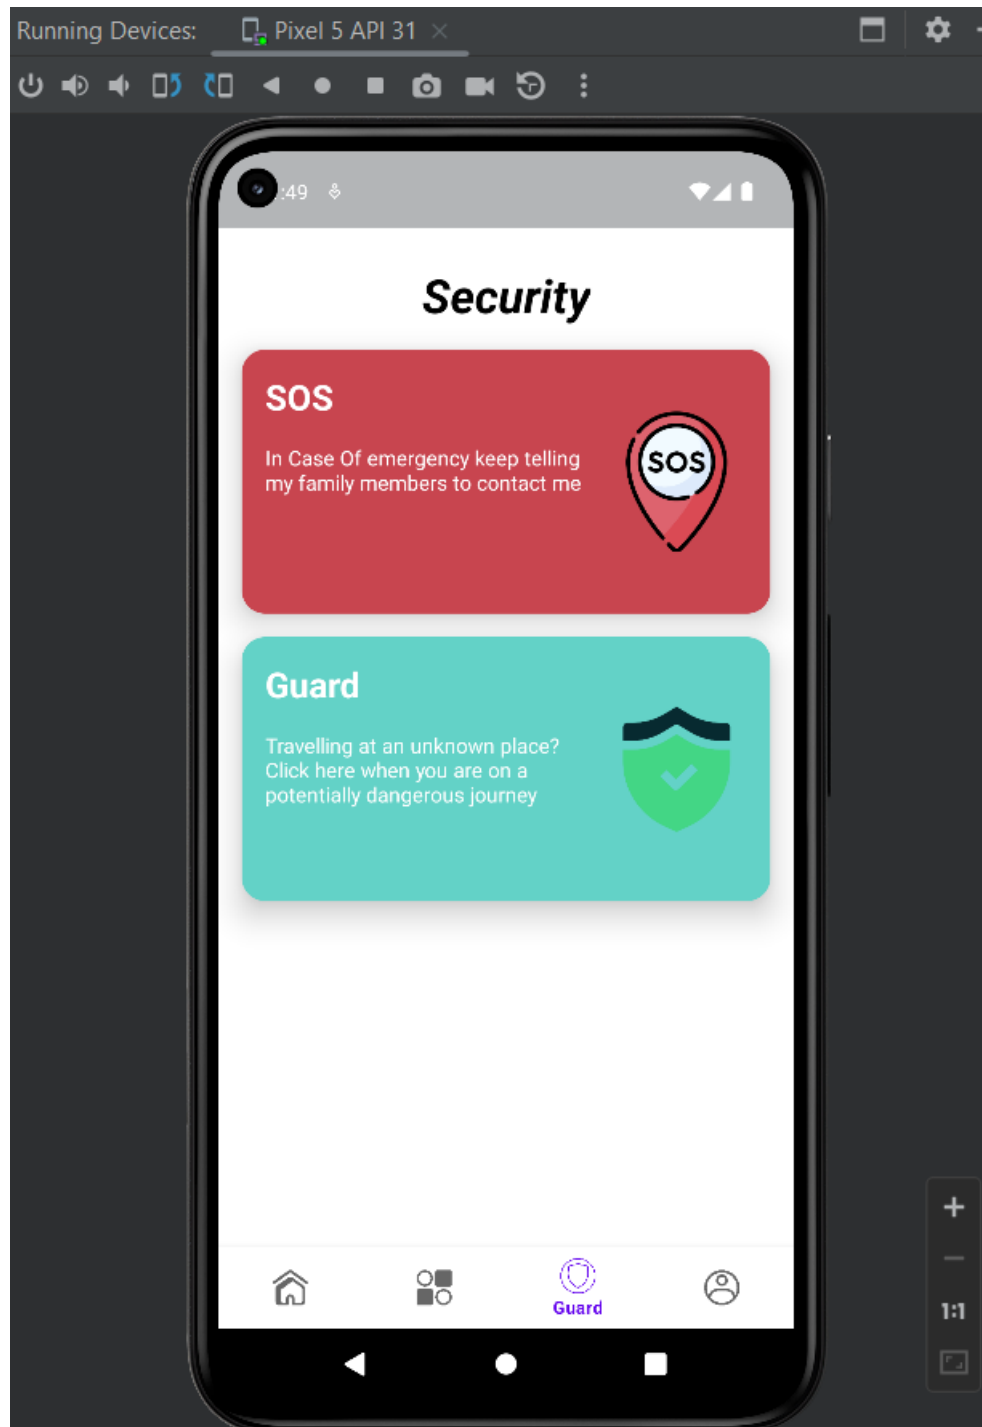 Running Devices: Pixel 5 API 31
:49
Security
SOS
In Case Of emergency keep telling
my family members to contact me
SOS
Guard
Travelling at an unknown place?
Click here when you are on a
potentially dangerous journey
Guard
1:1